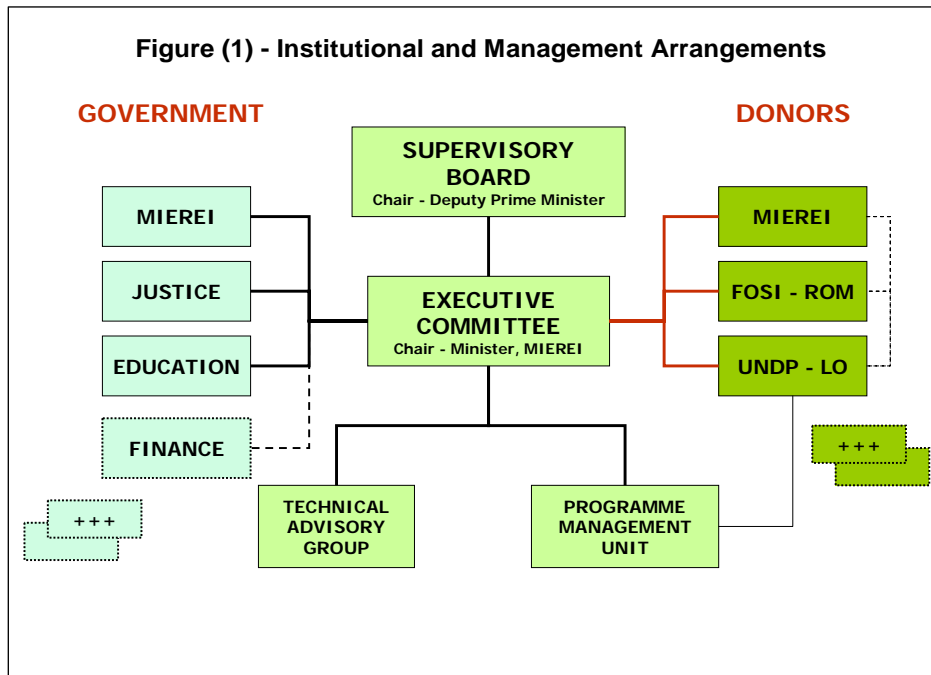 Figure (1) - Institutional and Management Arrangements
GOVERNMENT
DONORS
SUPERVISORY
BOARD
Chair - Deputy Prime Minister
MIEREI
JUSTICE
EDUCATION
FINANCE
+++
EXECUTIVE
COMMITTEE
Chair - Minister, MIEREI
MIEREI
FOSI - ROM
UNDP - LO
+++
TECHNICAL
ADVISORY
GROUP
PROGRAMME
MANAGEMENT
UNIT